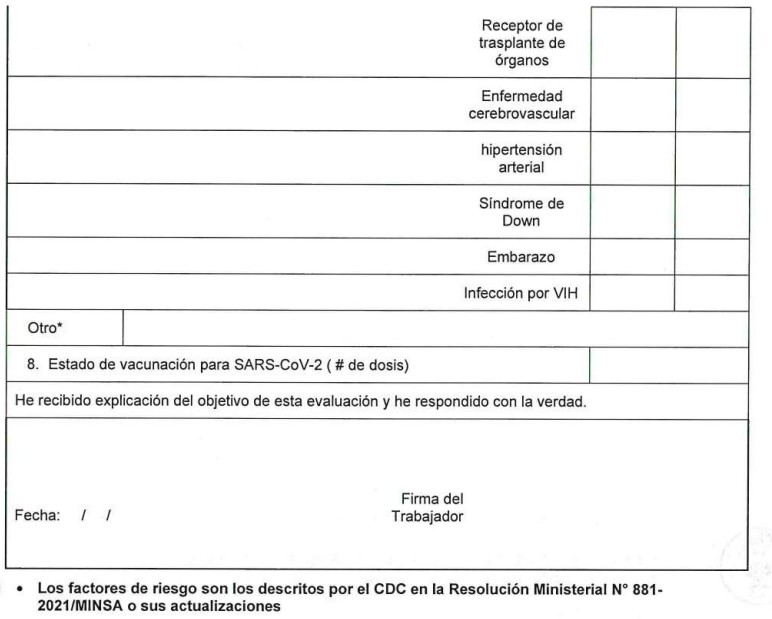 Receptor de
trasplante de
órganos
Enfermedad
cerebrovascular
hipertensión
arterial
Síndrome de
Down
Embarazo
Infección por VIH
Otro*
8. Estado de vacunación para SARS-CoV-2 ( # de dosis)
He recibido explicación del objetivo de esta evaluación y he respondido con la verdad.
Firma del
Fecha: / / Trabajador
• Los factores de riesgo son los descritos por el CDC en la Resolución Ministerial N° 881-
2021/MINSA o sus actualizaciones